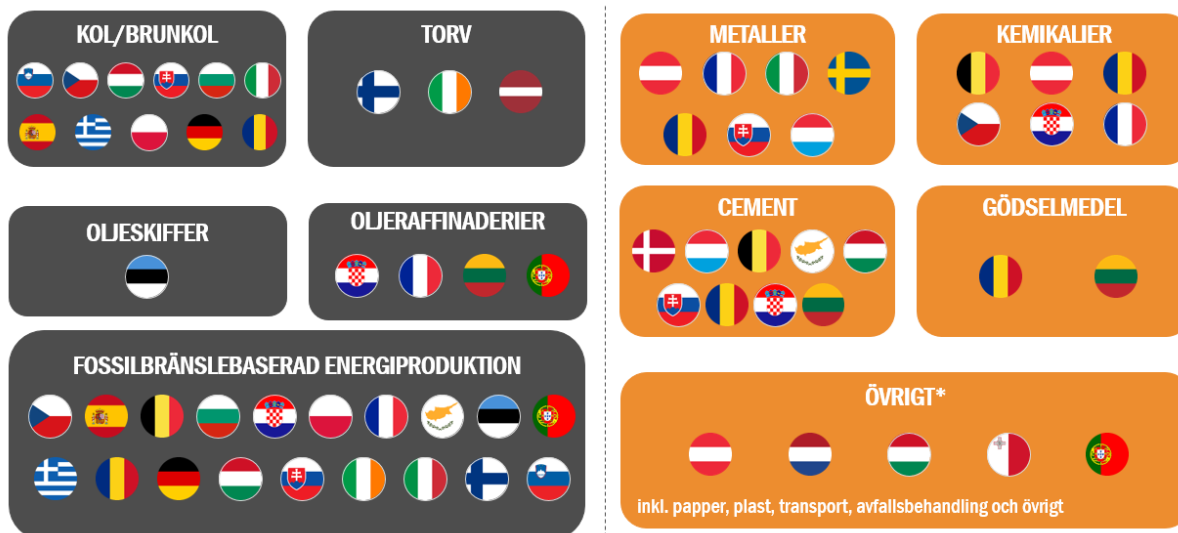 KOL/BRUNKOL
TORV
METALLER
KEMIKALIER
OLJESKIFFER
OLJERAFFINADERIER
CEMENT
GÖDSELMEDEL
FOSSILBRÄNSLEBASERAD ENERGIPRODUKTION
ÖVRIGT*
inkl. papper, plast, transport, avfallsbehandling och övrigt